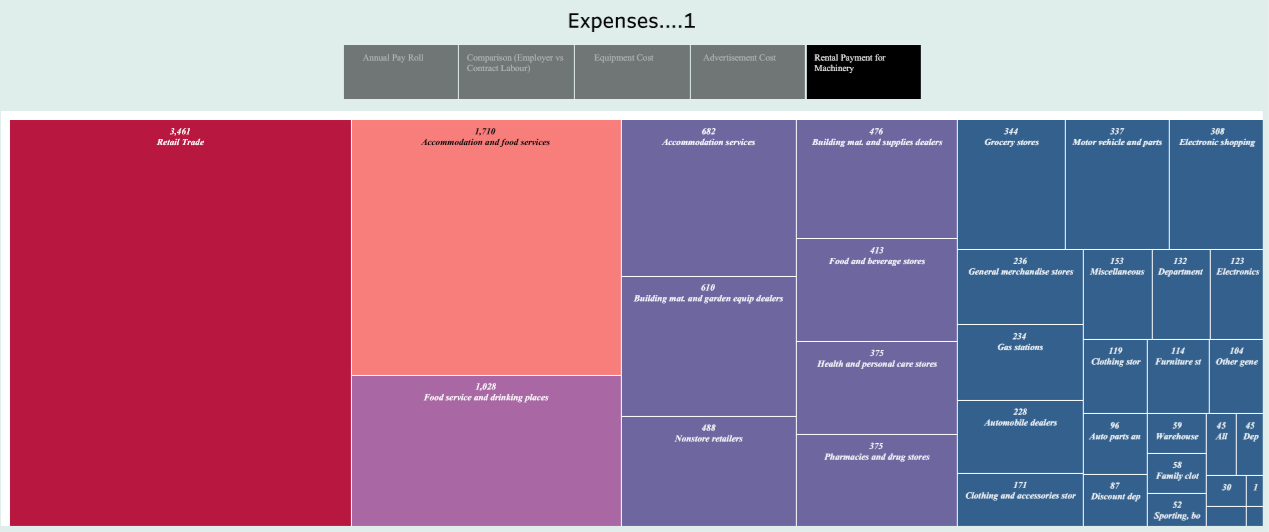 Expenses....1
Annual Pay Roll
Comparison (Employer vs
Contract Labour)
Equipment Cost
Advertisement Cost
Rental Payment for
Machinery
3,461
Retail Trade
1,710
Accommodation and food services
1,028
Food service and drinking places
682
Accommodation services
610
Building mat. and garden equip dealers
488
Nonstore retailers
476
Building mat. and supplies dealers
413
Food and beverage stores
375
Health and personal care stores
375
Pharmacies and drug stores
344
Grocery stores
337
Motor vehicle and parts
308
Electronic shopping
236
General merchandise stores
234
Gas stations
228
Automobile dealers
171
Clothing and accessories stor
153
Miscellaneous
132
Department
123
Electronics
119
Clothing stor
114
Furniture st
104
Other gene
96
Auto parts an
87
Discount dep
59
Warehouse
58
Family clot
52
Sporting, bo
45
All
45
Dep
30
1